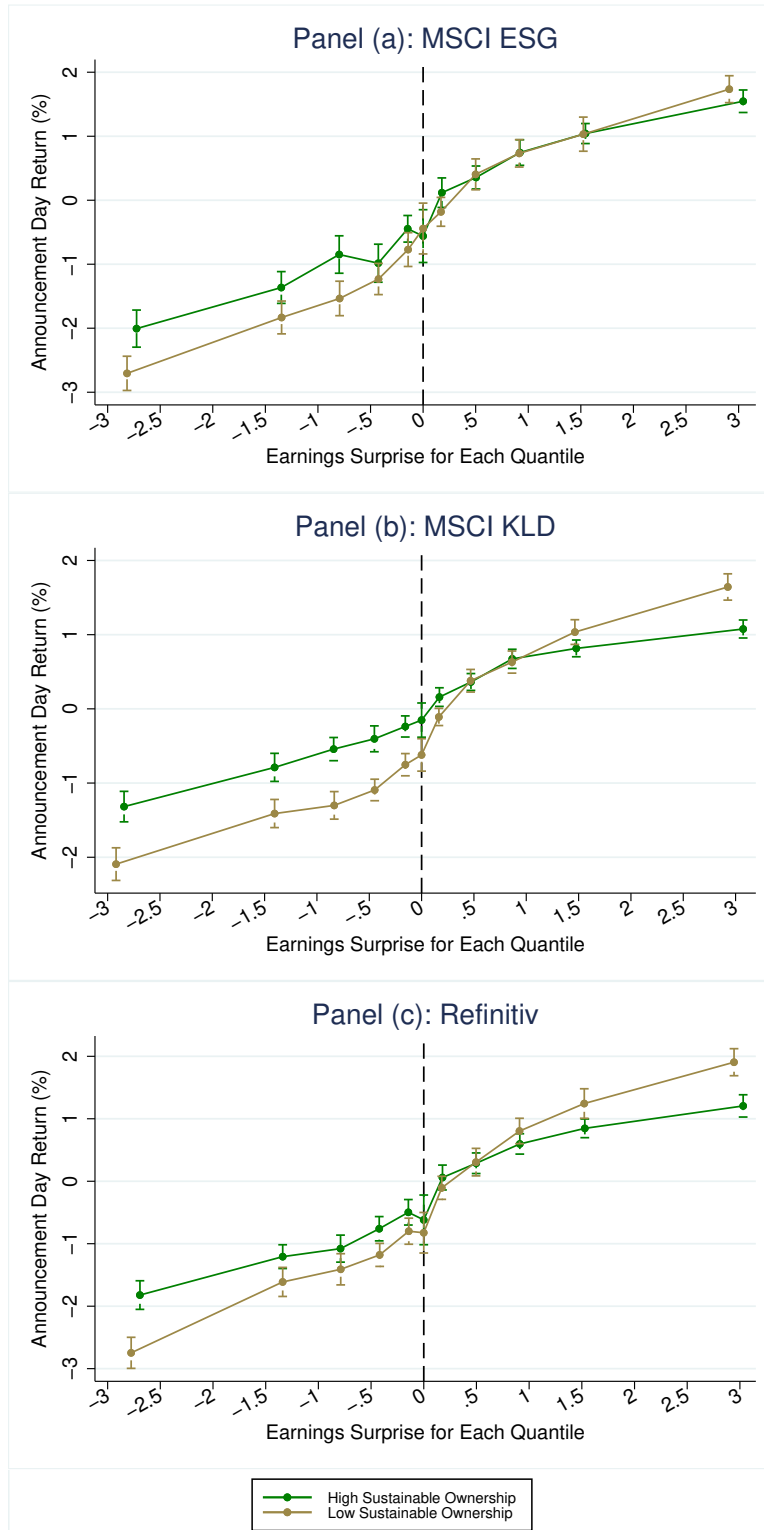 Panel (a): MSCI ESG
Announcement Day Return (%)
2
1
0
−1
−2
−3
−3 −2.5 −2 −1.5 −1 −.5 0 .5 1 1.5 2 2.5 3
Earnings Surprise for Each Quantile
Panel (b): MSCI KLD
Announcement Day Return (%)
2
1
0
−1
−2
−3 −2.5 −2 −1.5 −1 −.5 0 .5 1 1.5 2 2.5 3
Earnings Surprise for Each Quantile
Panel (c): Refinitiv
Announcement Day Return (%)
2
1
0
−1
−2
−3
−3 −2.5 −2 −1.5 −1 −.5 0 .5 1 1.5 2 2.5 3
Earnings Surprise for Each Quantile
High Sustainable Ownership
Low Sustainable Ownership